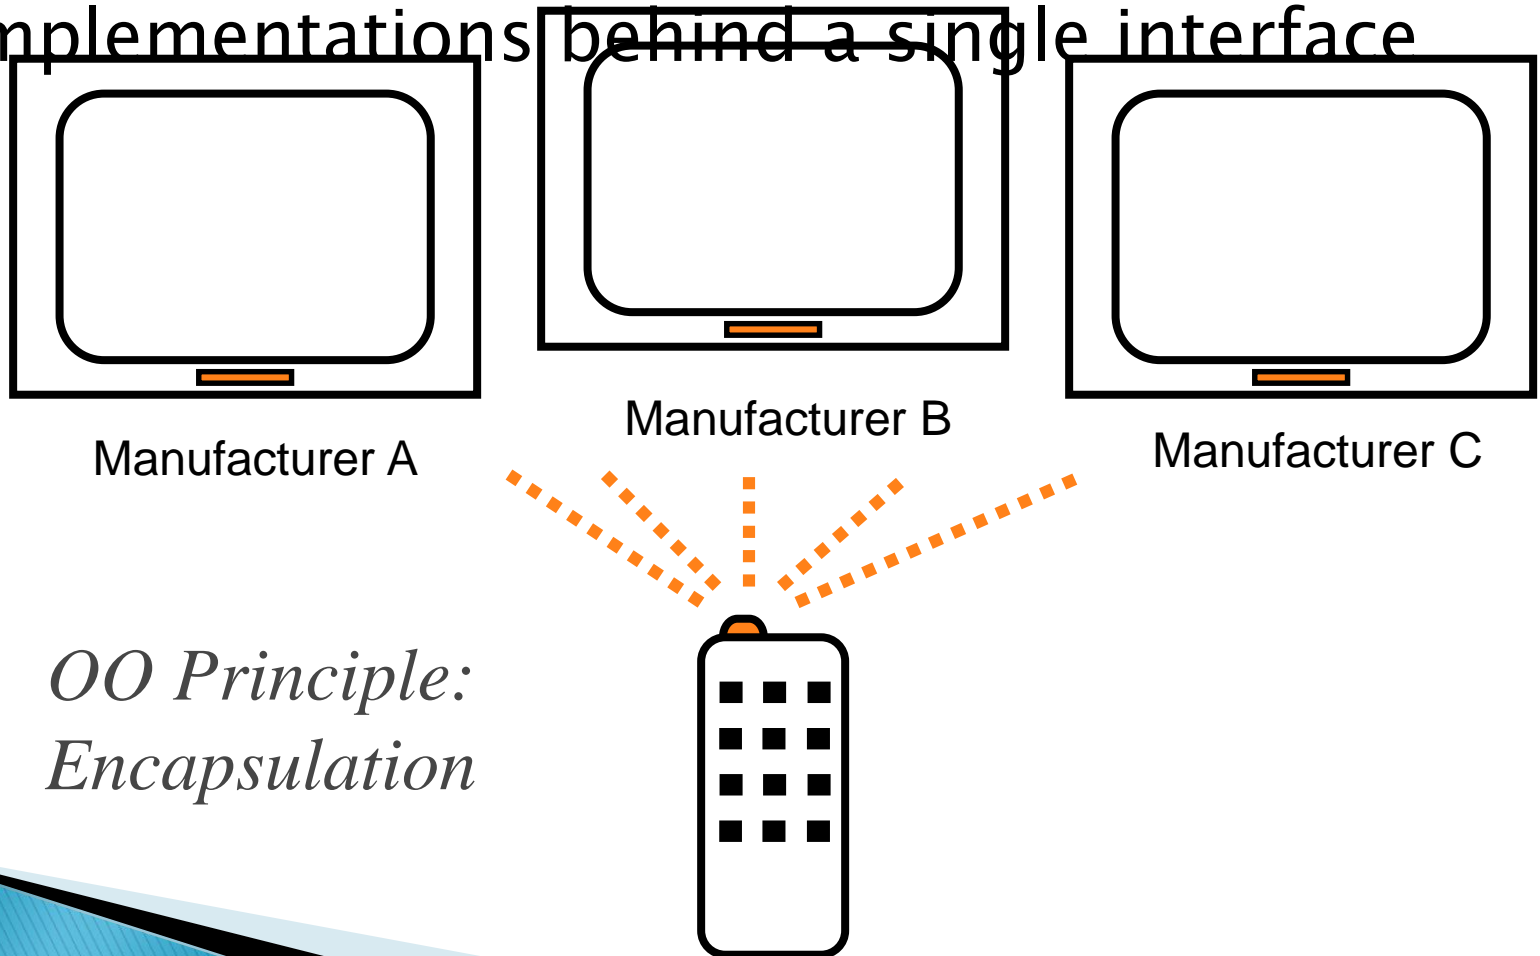 mplementations behind a single interface
Manufacturer A
Manufacturer B
Manufacturer C
OO Principle:
Encapsulation